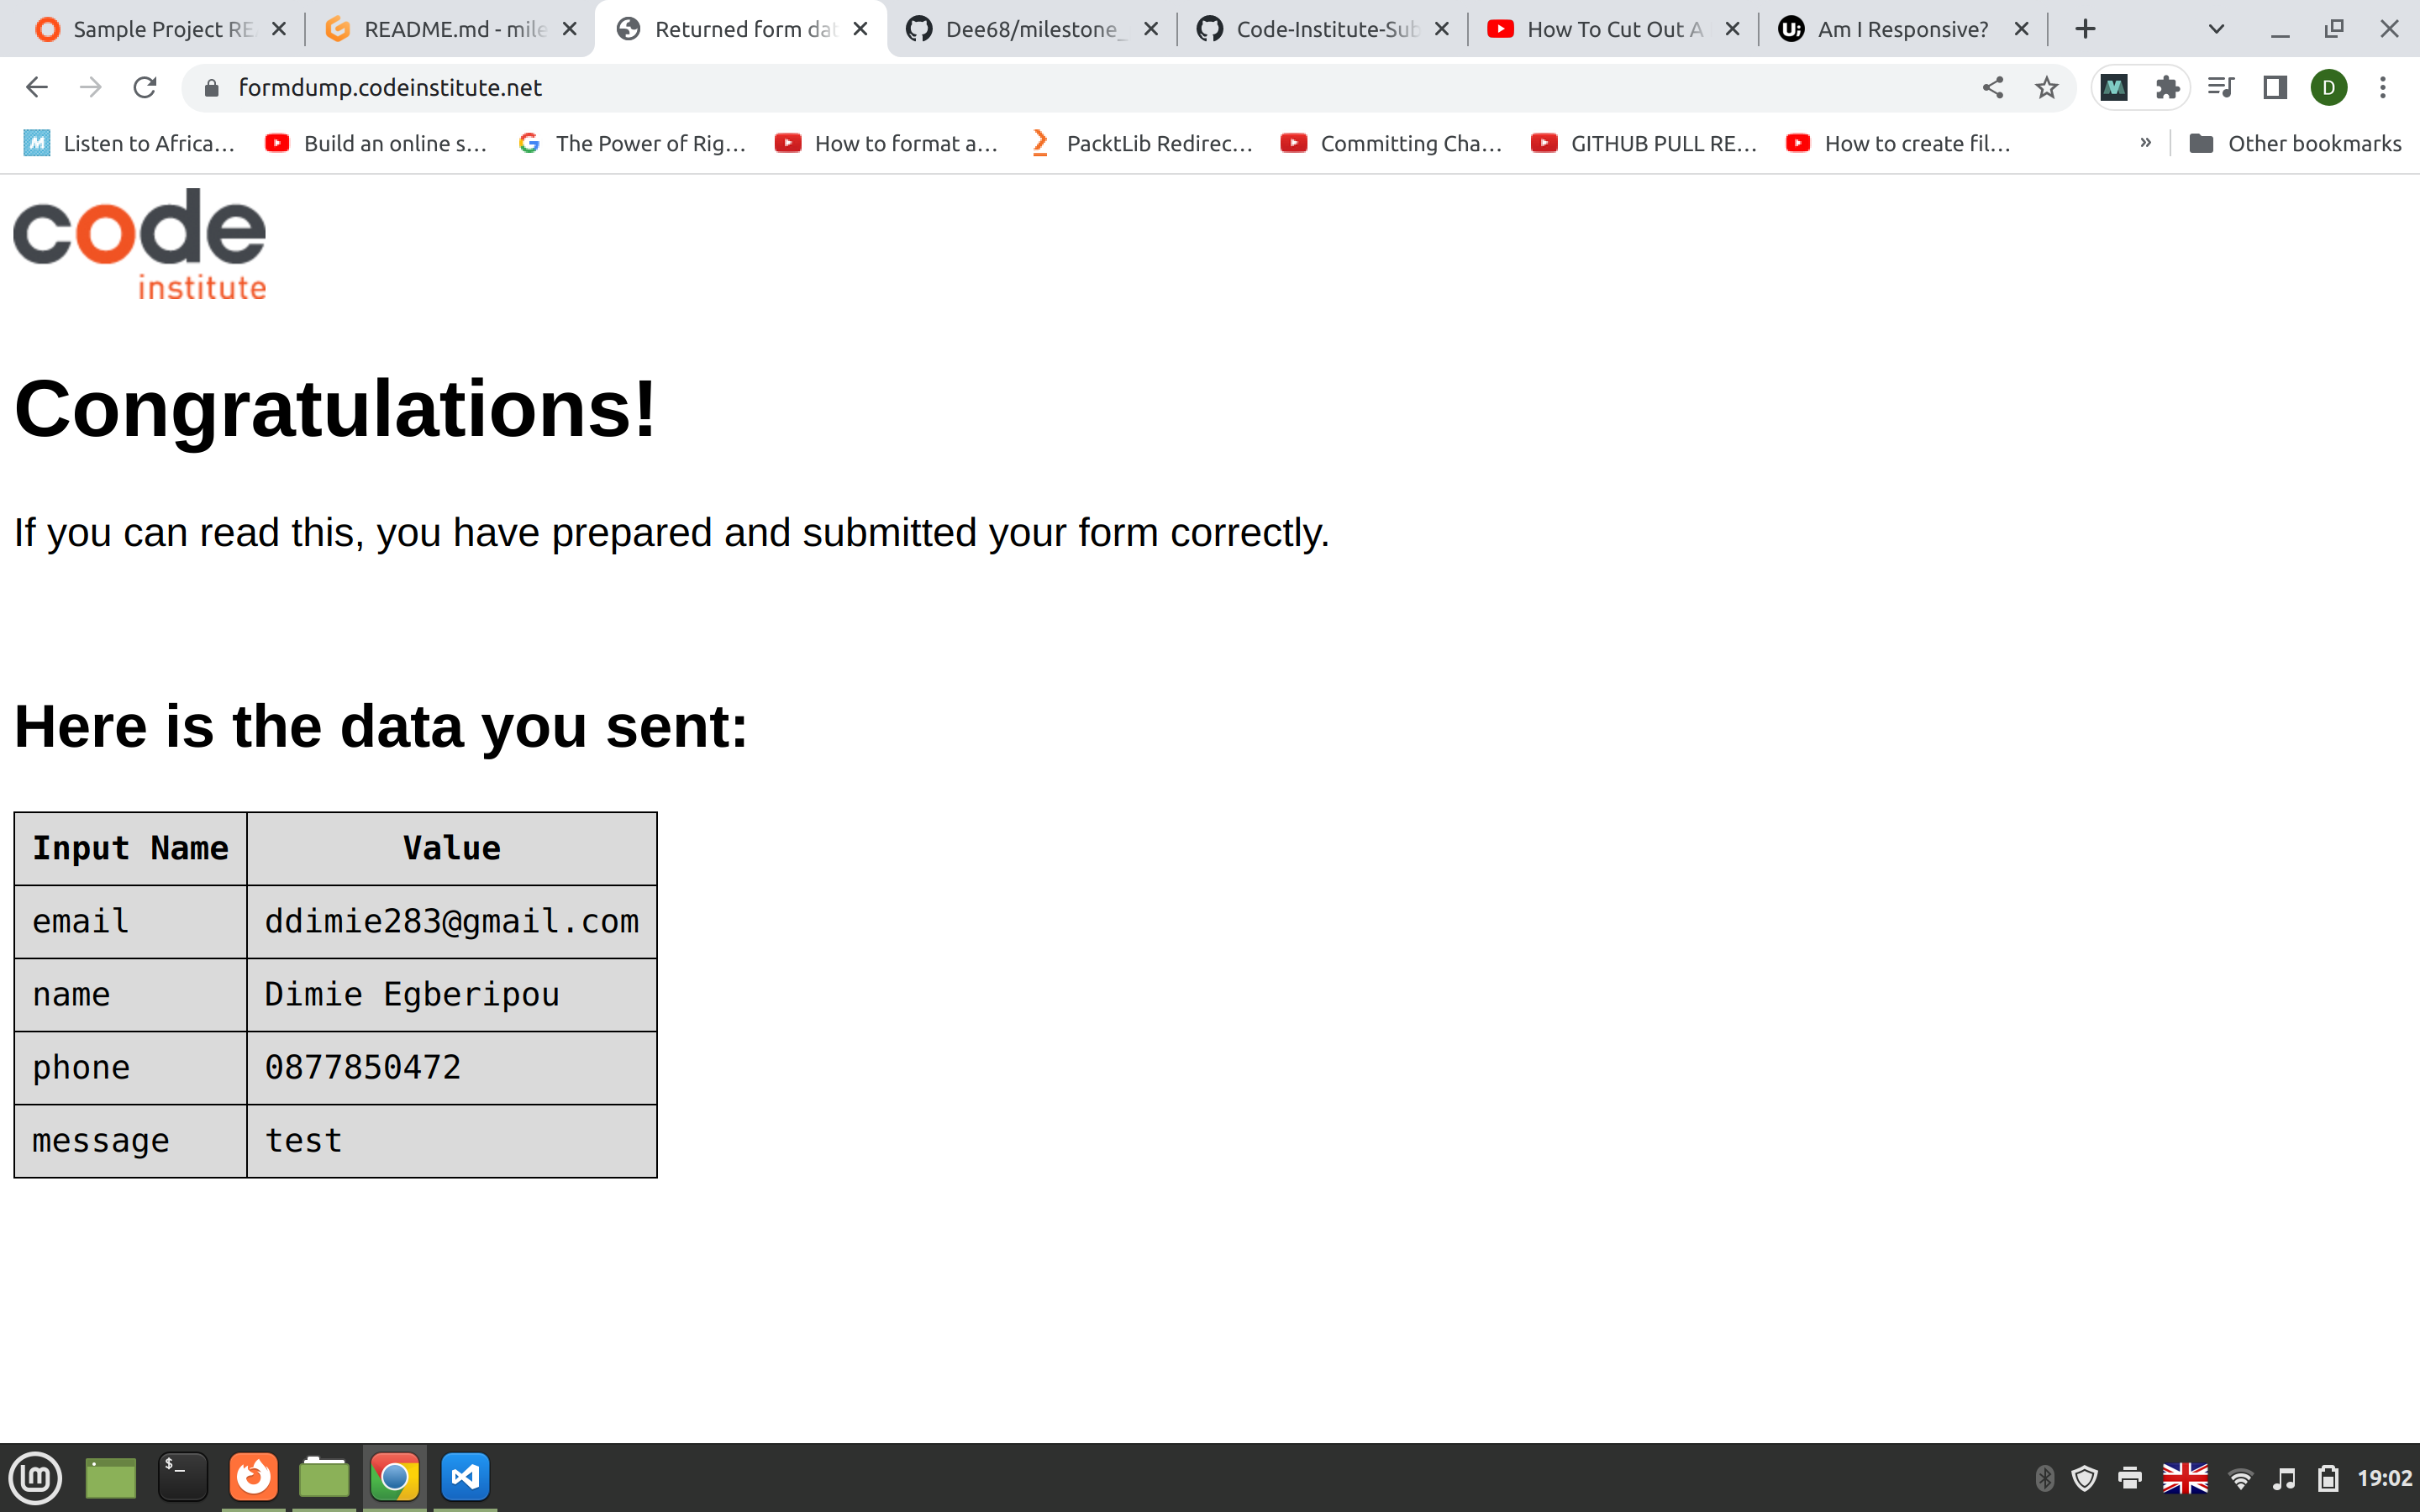 Sample Project RE
README.md - mile
Returned form dat
Dee68/milestone_
Code-Institute-Sub
How To Cut Out A
Am I Responsive?
formdump.codeinstitute.net
D
Listen to Africa...
Build an online s...
The Power of Rig...
How to format a...
PacktLib Redirec...
Committing Cha...
GITHUB PULL RE...
How to create fil...
»
Other bookmarks
code
institute
Congratulations!
If you can read this, you have prepared and submitted your form correctly.
Here is the data you sent:
Input Name Value
email ddimie283@gmail.com
name Dimie Egberipou
phone 0877850472
message test
$_
19:02